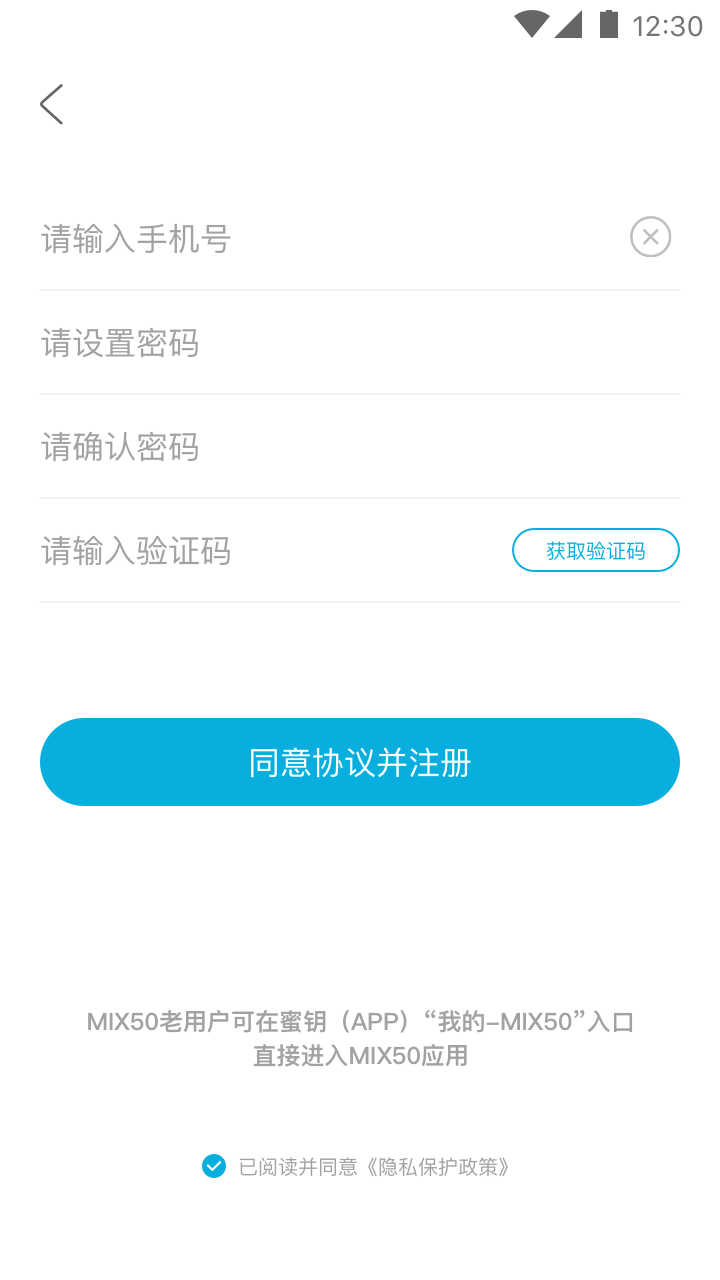 12:30
请输入手机号
请设置密码
请确认密码
请输入验证码
获取验证码
同意协议并注册
MIX50老用户可在蜜钥（APP）“我的–MIX50”入口
直接进入MIX50应用
已阅读并同意《隐私保护政策》